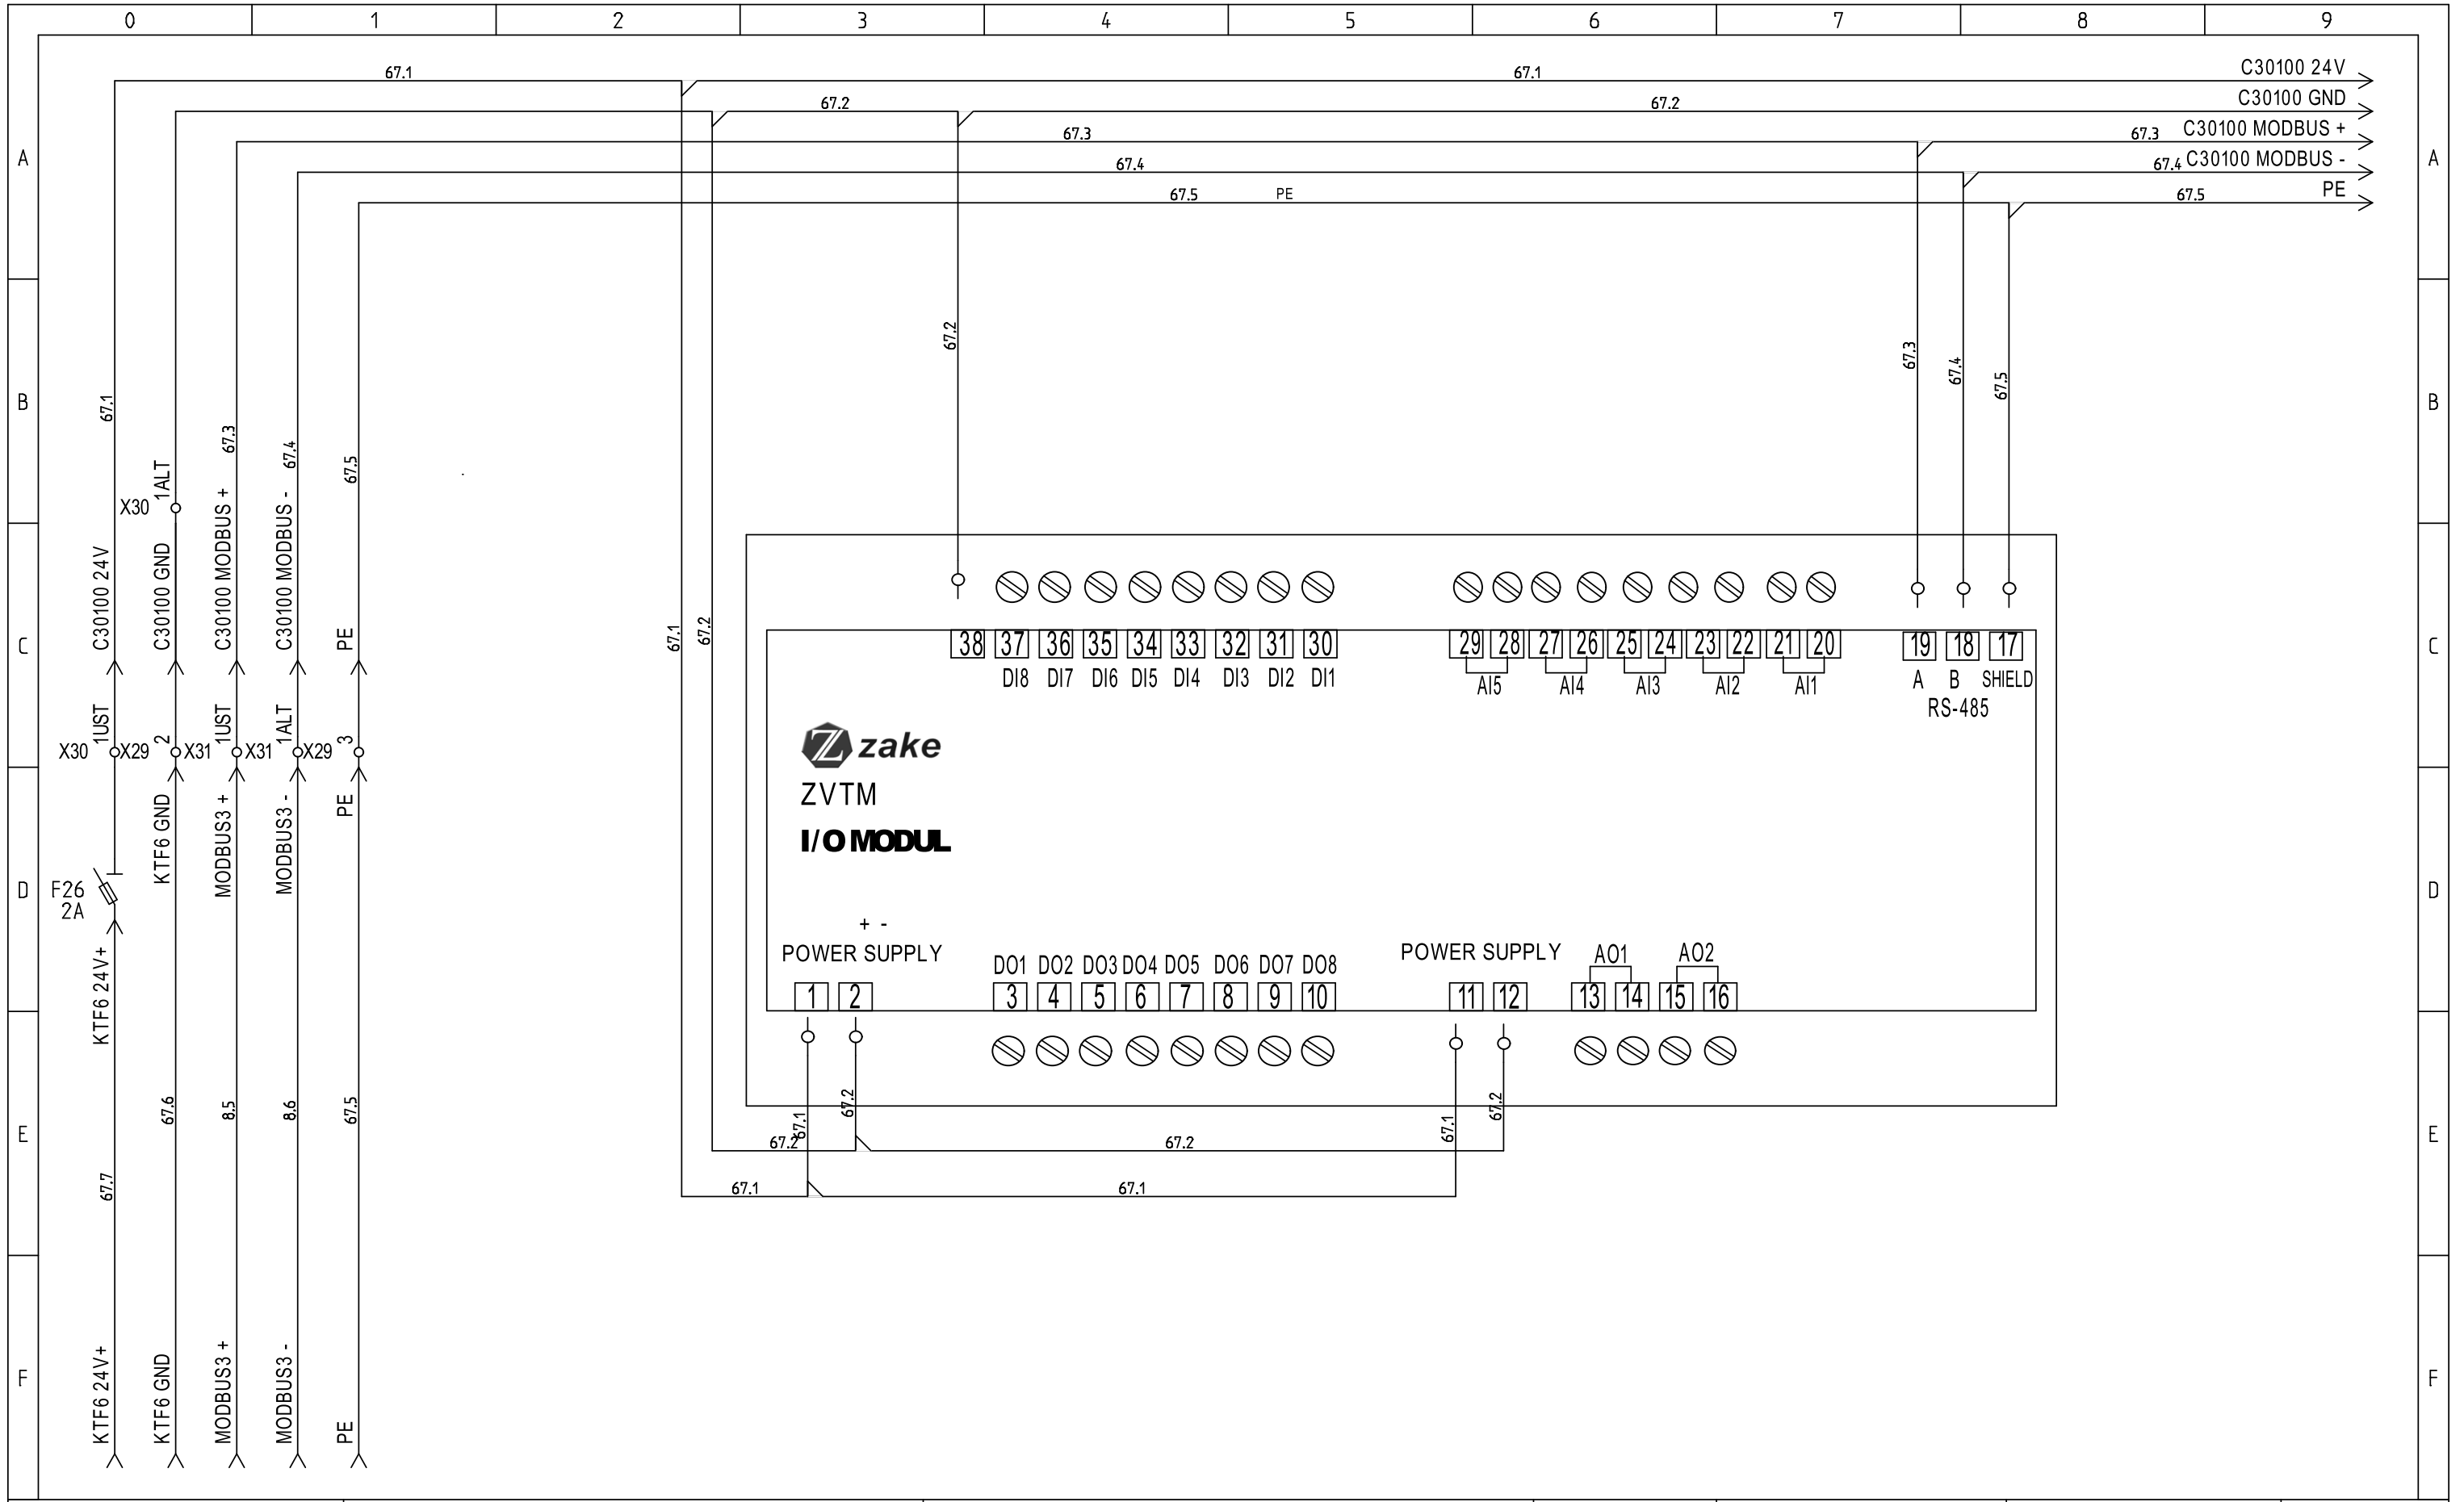 0 1 2 3 4 5 6 7 8 9
67.1 67.1 C30100 24V
67.2 67.2 C30100 GND
67.3 67.3 C30100 MODBUS +
A 67.4 67.4 C30100 MODBUS - A
67.5 PE 67.5 PE
67.2 67.3 67.4 67.5
B 67.1 67.3 67.4 67.5 B
X30 1ALT
C30100 24V C30100 GND C30100 MODBUS + C30100 MODBUS - PE
C 67.1 67.2 C
38 37 36 35 34 33 32 31 30 29 28 27 26 25 24 23 22 21 20 19 18 17
DI8 DI7 DI6 DI5 DI4 DI3 DI2 DI1 AI5 AI4 AI3 AI2 AI1 A B SHIELD
RS-485
X30 1UST X29 2 X31 1UST X31 1ALT X29 3
zake
ZVTM
I/O MODUL
KTF6 GND MODBUS3 + MODBUS3 - PE
D F26 D
2A
KTF6 24V+
+ -
POWER SUPPLY POWER SUPPLY
DO1 DO2 DO3 DO4 DO5 DO6 DO7 DO8 AO1 AO2
1 2 3 4 5 6 7 8 9 10 11 12 13 14 15 16
67.6 8.5 8.6 67.5
67.1 67.2 67.1 67.2
E 67.2 67.2 E
67.7 67.1 67.1
F F
KTF6 24V+ KTF6 GND MODBUS3 + MODBUS3 - PE